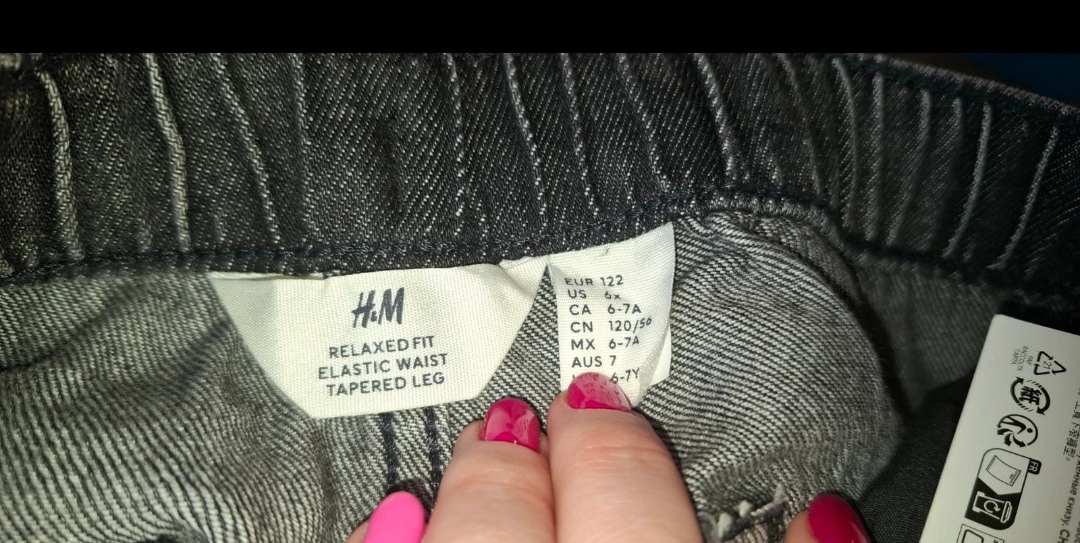 H&M
RELAXED FIT
ELASTIC WAIST
TAPERED LEG
EUR 122
US 6X
CA 6-7A
CN 120/56
MX 6-7A
AUS 7
6-7Y
FR